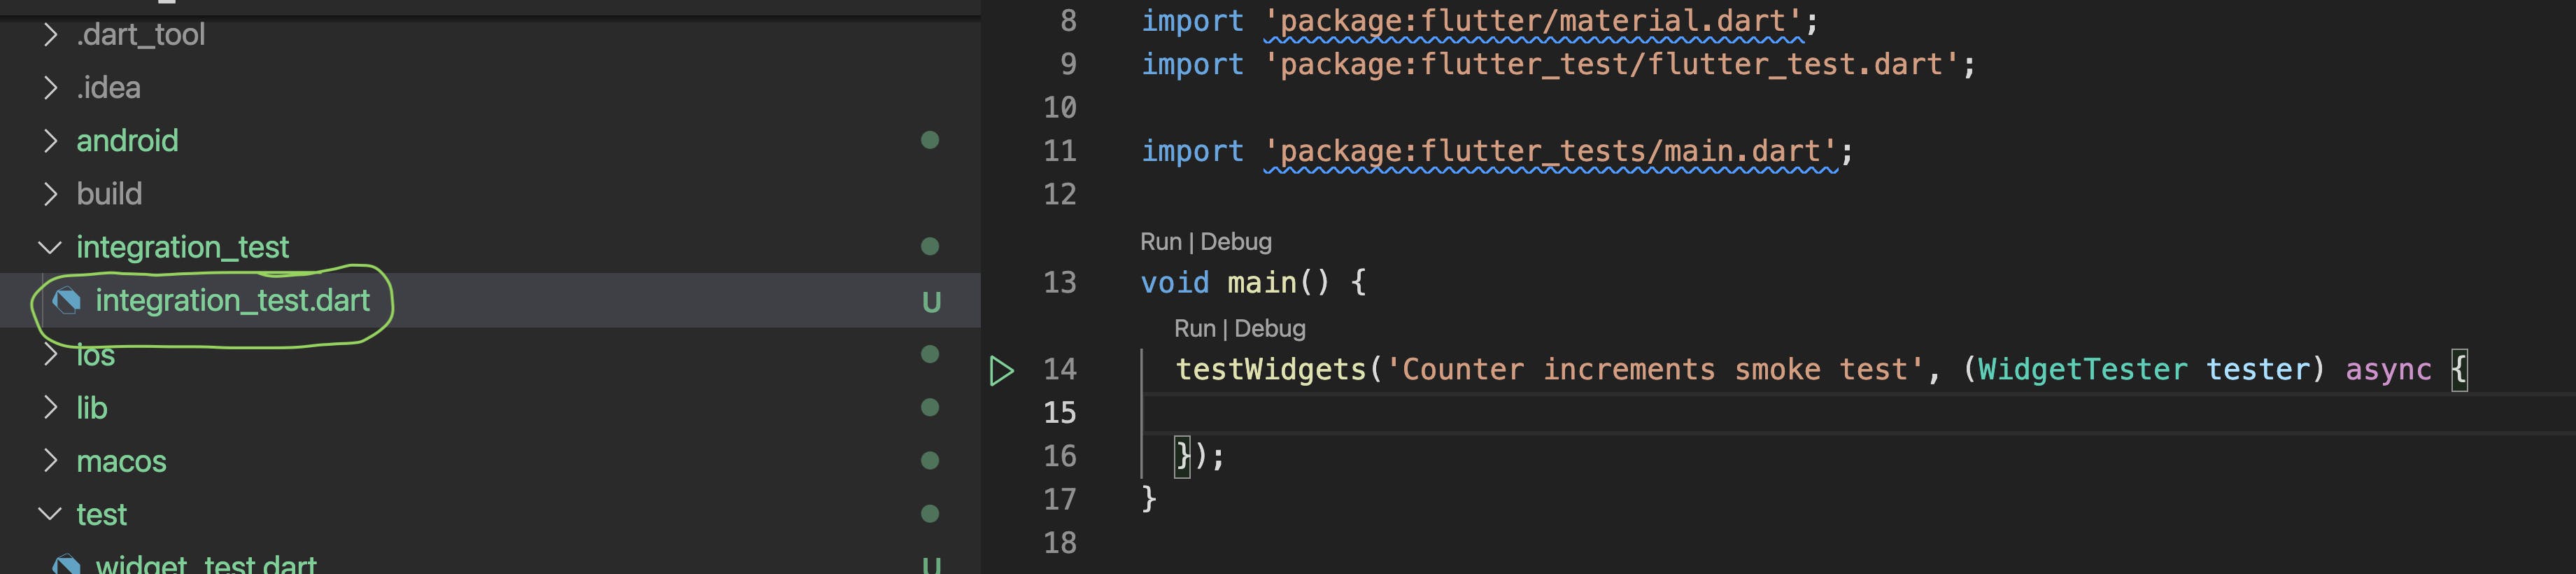 .dart_tool
.idea
android
build
integration_test
integration_test.dart
U
ios
lib
macos
test
widget_test.dart
U
8 import 'package:flutter/material.dart';
9 import 'package:flutter_test/flutter_test.dart';
10
11 import 'package:flutter_tests/main.dart';
12
Run | Debug
13 void main() {
Run | Debug
14 testWidgets('Counter increments smoke test', (WidgetTester tester) async {
15
16 });
17 }
18